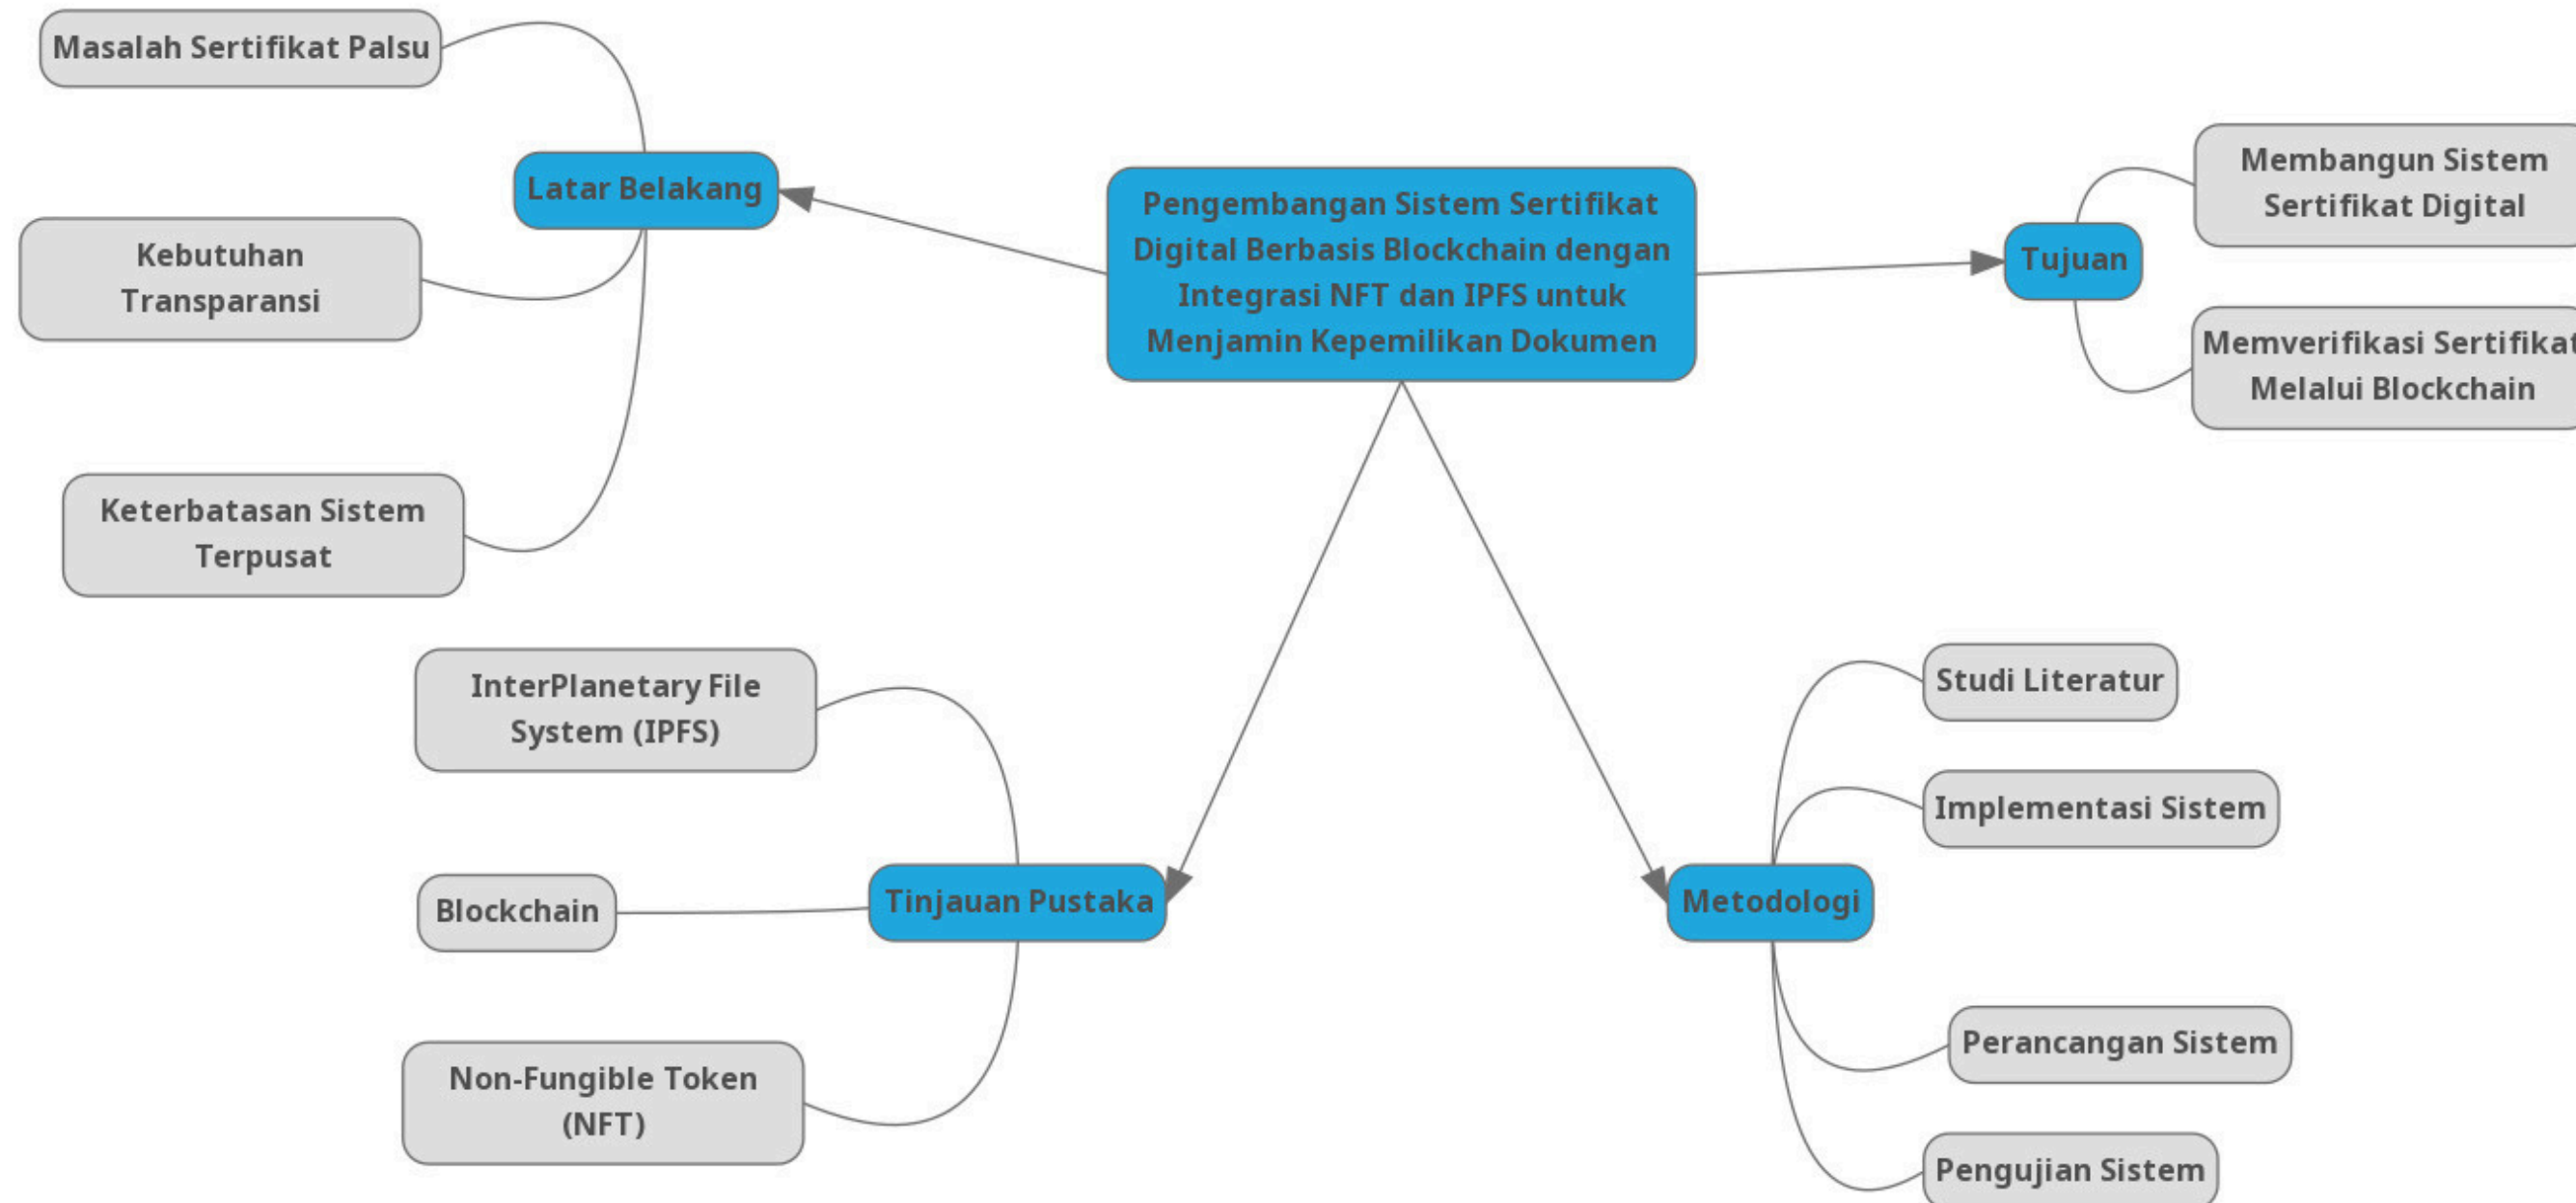 Masalah Sertifikat Palsu
Latar Belakang
Kebutuhan
Transparansi
Keterbatasan Sistem
Terpusat
Pengembangan Sistem Sertifikat
Digital Berbasis Blockchain dengan
Integrasi NFT dan IPFS untuk
Menjamin Kepemilikan Dokumen
Tujuan
Membangun Sistem
Sertifikat Digital
Memverifikasi Sertifikat
Melalui Blockchain
InterPlanetary File
System (IPFS)
Blockchain
Tinjauan Pustaka
Non-Fungible Token
(NFT)
Studi Literatur
Implementasi Sistem
Metodologi
Perancangan Sistem
Pengujian Sistem